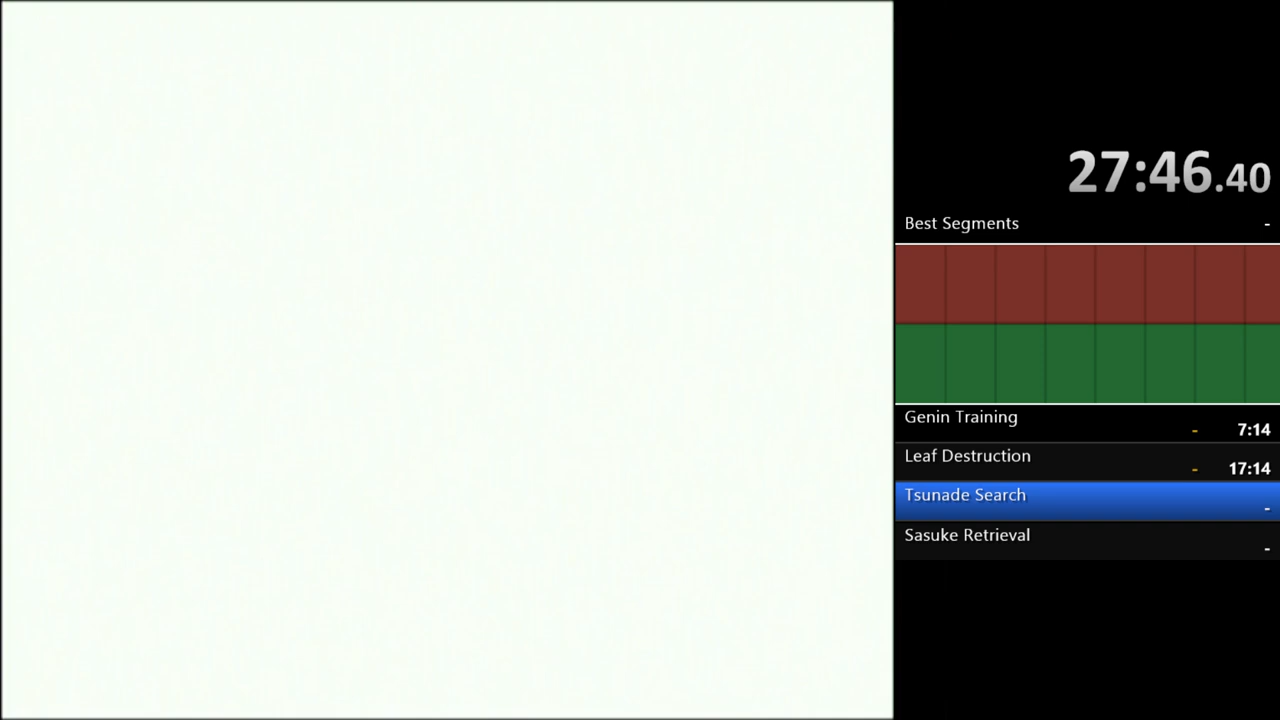 27:46.40
Best Segments -
Genin Training - 7:14
Leaf Destruction - 17:14
Tsunade Search -
Sasuke Retrieval -